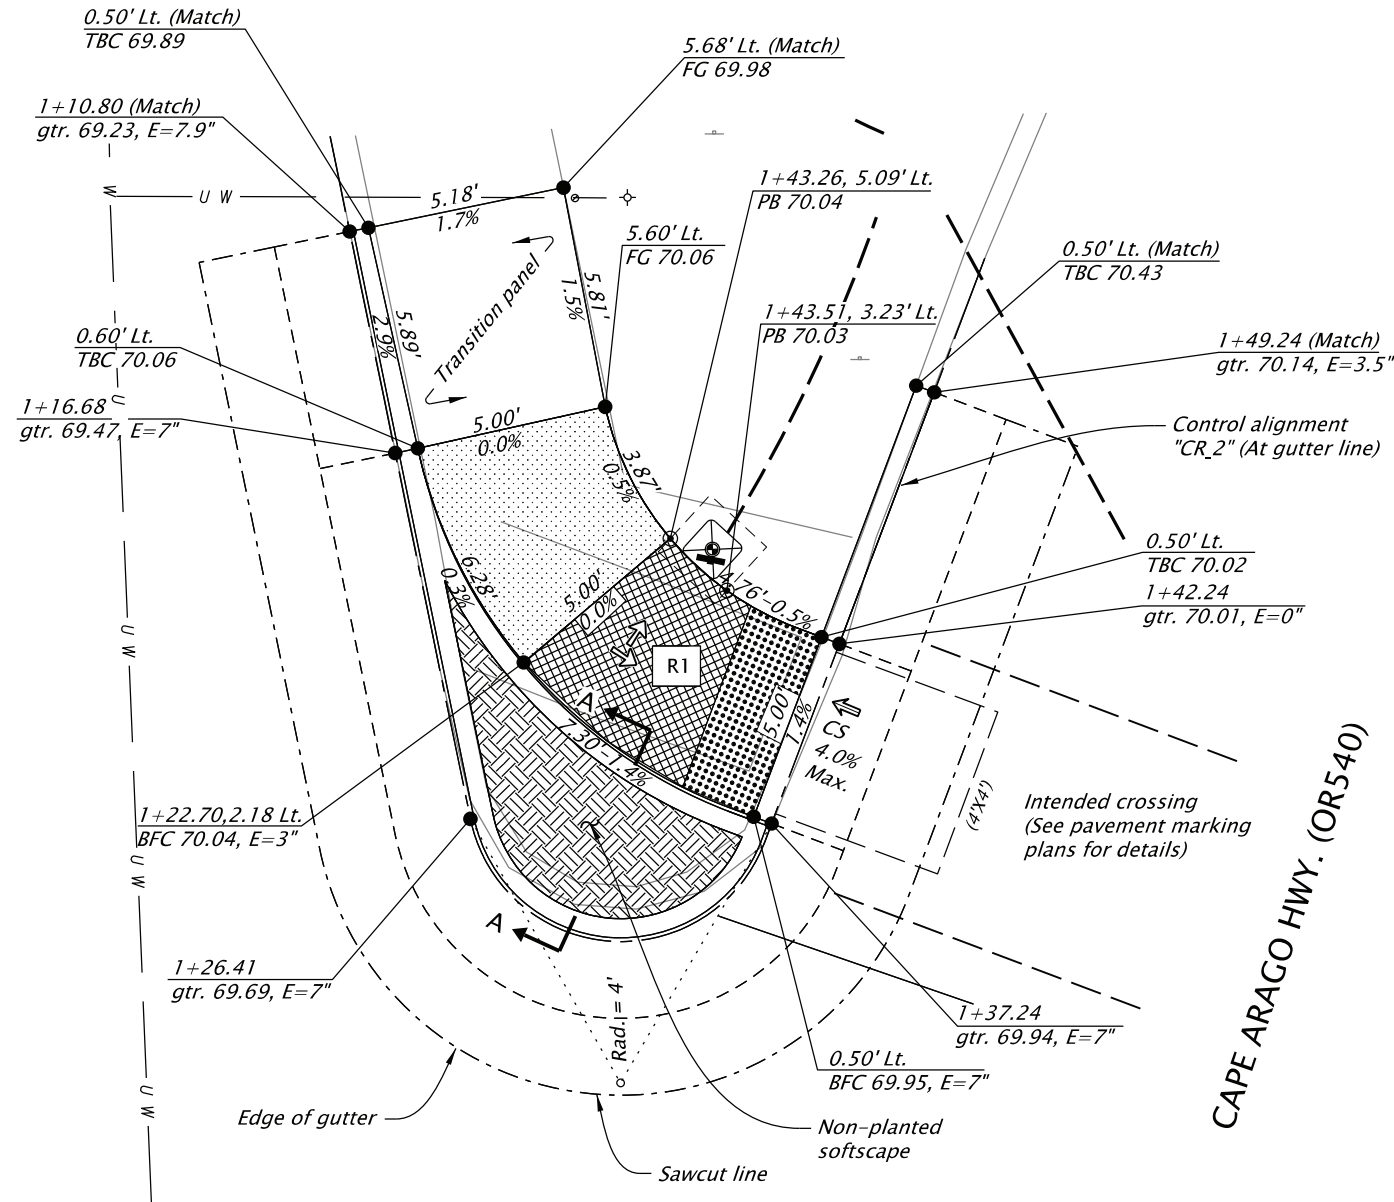 0.50' Lt. (Match)
TBC 69.89
5.68' Lt. (Match)
FG 69.98
1+10.80 (Match)
gtr. 69.23, E=7.9"
W
U W
5.18'
1.7%
1+43.26, 5.09' Lt.
PB 70.04
5.60' Lt.
FG 70.06
0.50' Lt. (Match)
TBC 70.43
Transition panel
5.81'
1.5%
5.89'
2.9%
1+43.51, 3.23' Lt.
PB 70.03
0.60' Lt.
TBC 70.06
1+49.24 (Match)
gtr. 70.14, E=3.5"
U
1+16.68
gtr. 69.47, E=7"
5.00'
0.0%
Control alignment
"CR_2" (At gutter line)
3.87'
0.5%
0.50' Lt.
TBC 70.02
6.28'
0.3%
5.00'
0.0%
4.76'-0.5%
1+42.24
gtr. 70.01, E=0"
U W
R1
A
5.00'
1.4%
CS
4.0%
Max.
7.30'-1.4%
(4'X4')
Intended crossing
(See pavement marking
plans for details)
1+22.70,2.18 Lt.
BFC 70.04, E=3"
U W
CAPE ARAGO HWY. (OR540)
A
1+26.41
gtr. 69.69, E=7"
Rad. = 4'
1+37.24
gtr. 69.94, E=7"
0.50' Lt.
BFC 69.95, E=7"
U W
Edge of gutter
Non-planted
softscape
Sawcut line